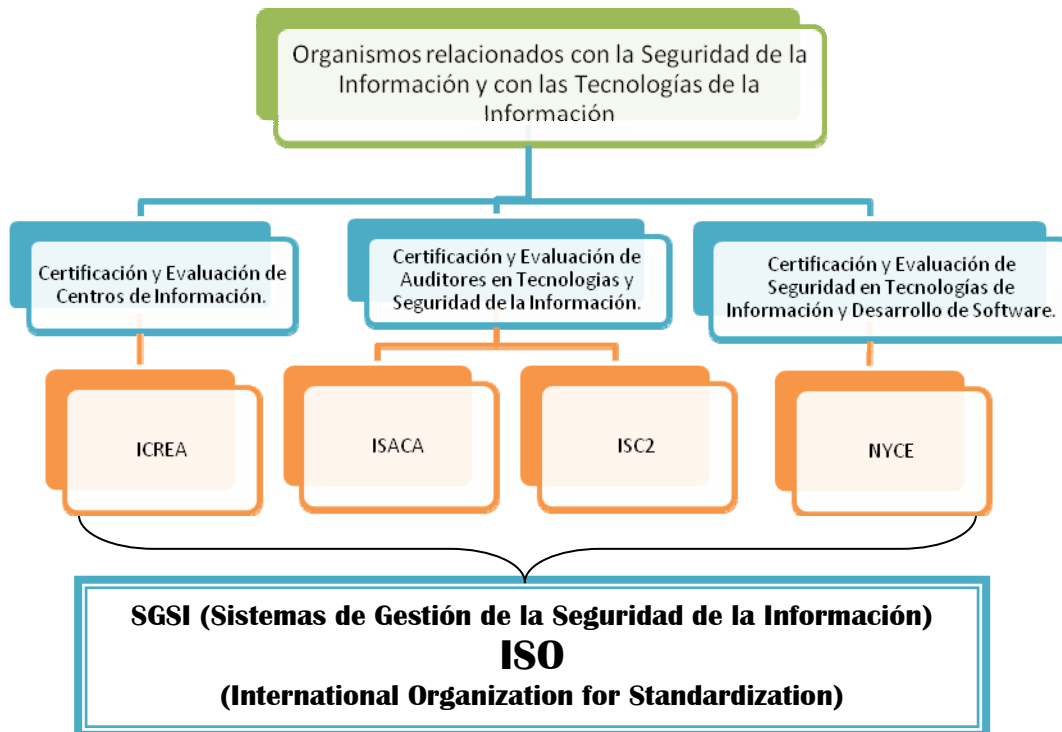 Organismos relacionados con la Seguridad de la
Información y con las Tecnologías de la
Información
Certificación y Evaluación de
Centros de Información.
Certificación y Evaluación de
Auditores en Tecnologias y
Seguridad de la Información.
Certificación y Evaluación de
Seguridad en Tecnologías de
Información y Desarrollo de Software.
ICREA
ISACA
ISC2
NYCE
SGSI (Sistemas de Gestión de la Seguridad de la Información)
ISO
(International Organization for Standardization)